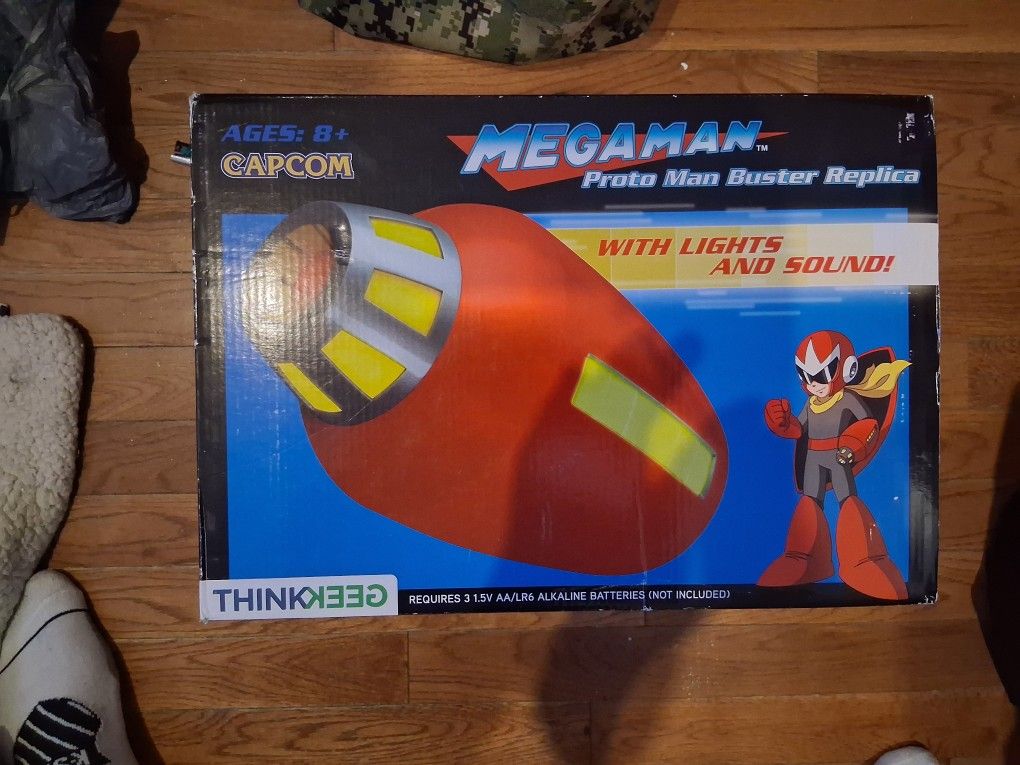 AGES: 8+
CAPCOM
MEGAMAN™
Proto Man Buster Replica
WITH LIGHTS
AND SOUND!
THINKGEEK
REQUIRES 3 1.5V AA/LR6 ALKALINE BATTERIES (NOT INCLUDED)